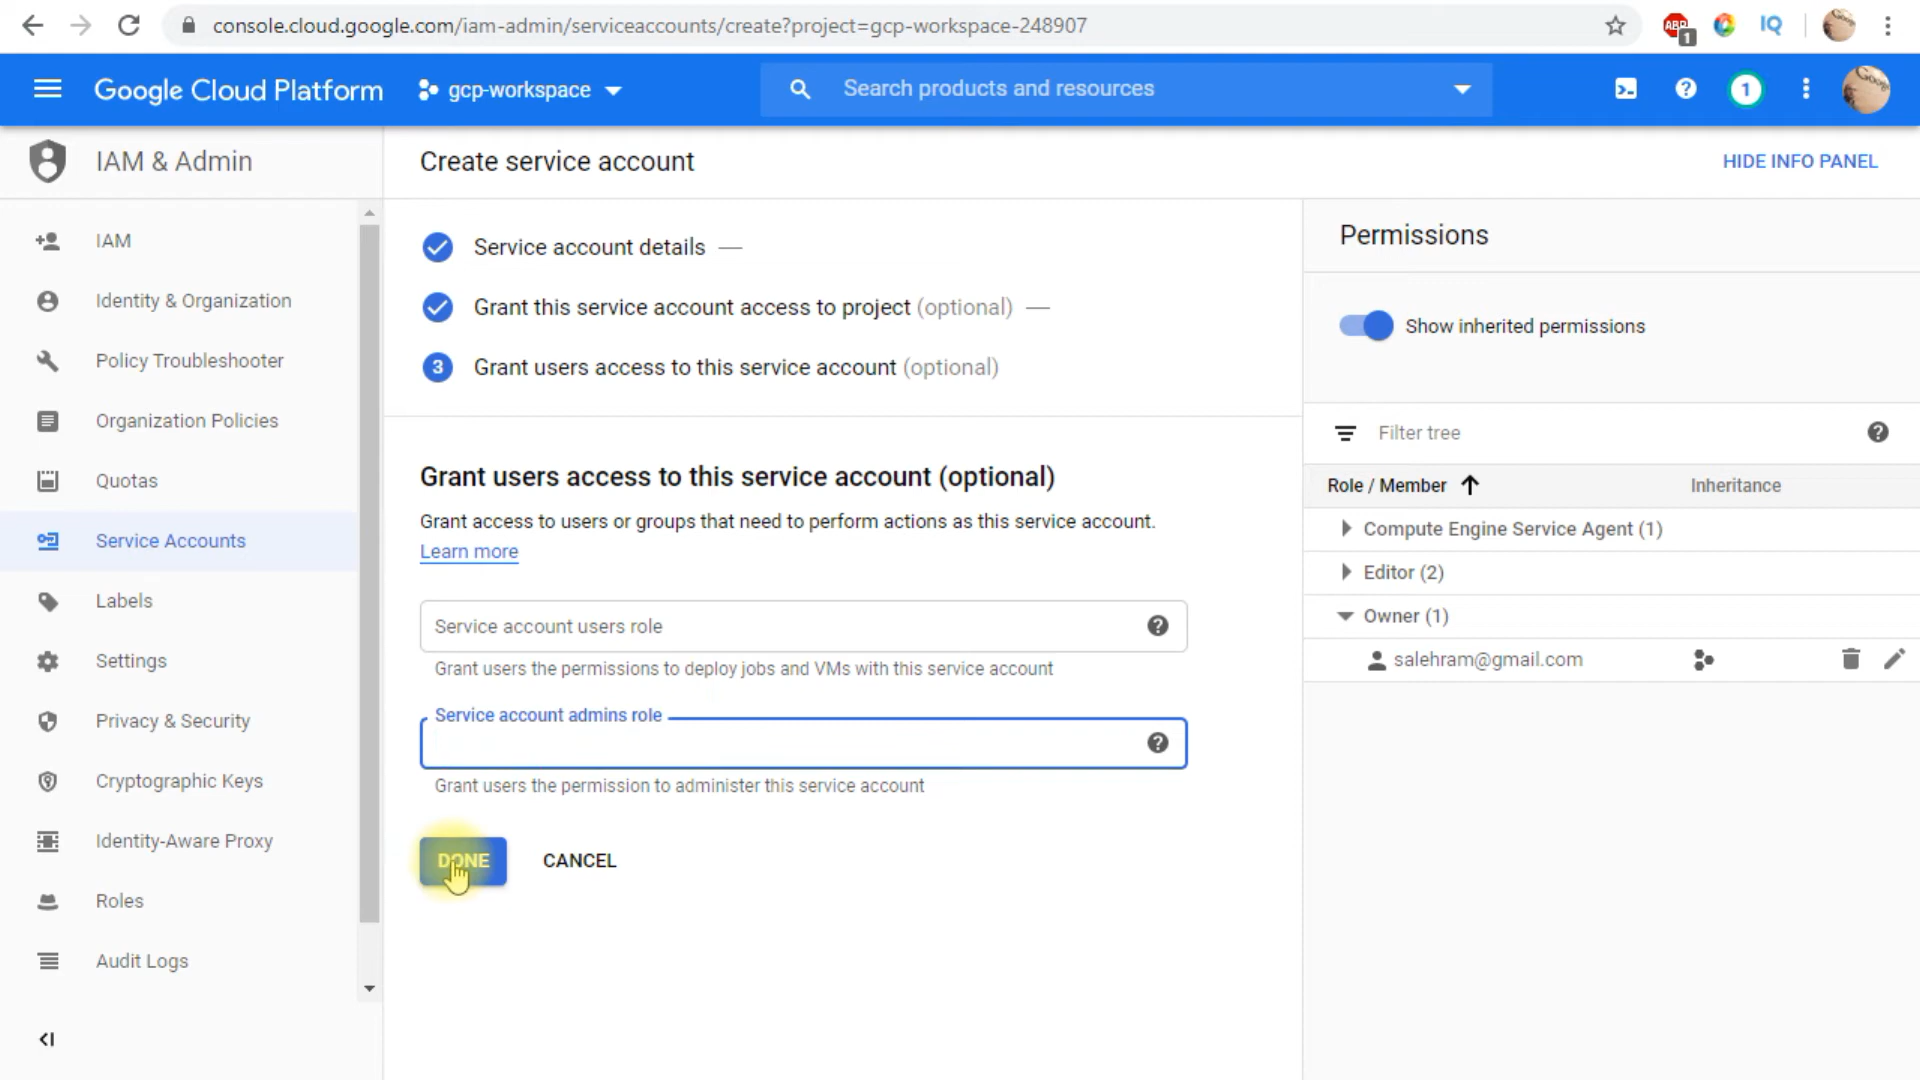 console.cloud.google.com/iam-admin/serviceaccounts/create?project=gcp-workspace-248907
ABP
1
IQ
Google Cloud Platform
gcp-workspace
Search products and resources
1
IAM & Admin
Create service account
HIDE INFO PANEL
IAM
Identity & Organization
Policy Troubleshooter
Organization Policies
Quotas
Service Accounts
Labels
Settings
Privacy & Security
Cryptographic Keys
Identity-Aware Proxy
Roles
Audit Logs
Service account details —
Grant this service account access to project (optional) —
3 Grant users access to this service account (optional)
Grant users access to this service account (optional)
Grant access to users or groups that need to perform actions as this service account.
Learn more
Service account users role
Grant users the permissions to deploy jobs and VMs with this service account
Service account admins role
Grant users the permission to administer this service account
DONE
CANCEL
Permissions
Show inherited permissions
Filter tree
Role / Member
Inheritance
Compute Engine Service Agent (1)
Editor (2)
Owner (1)
salehram@gmail.com